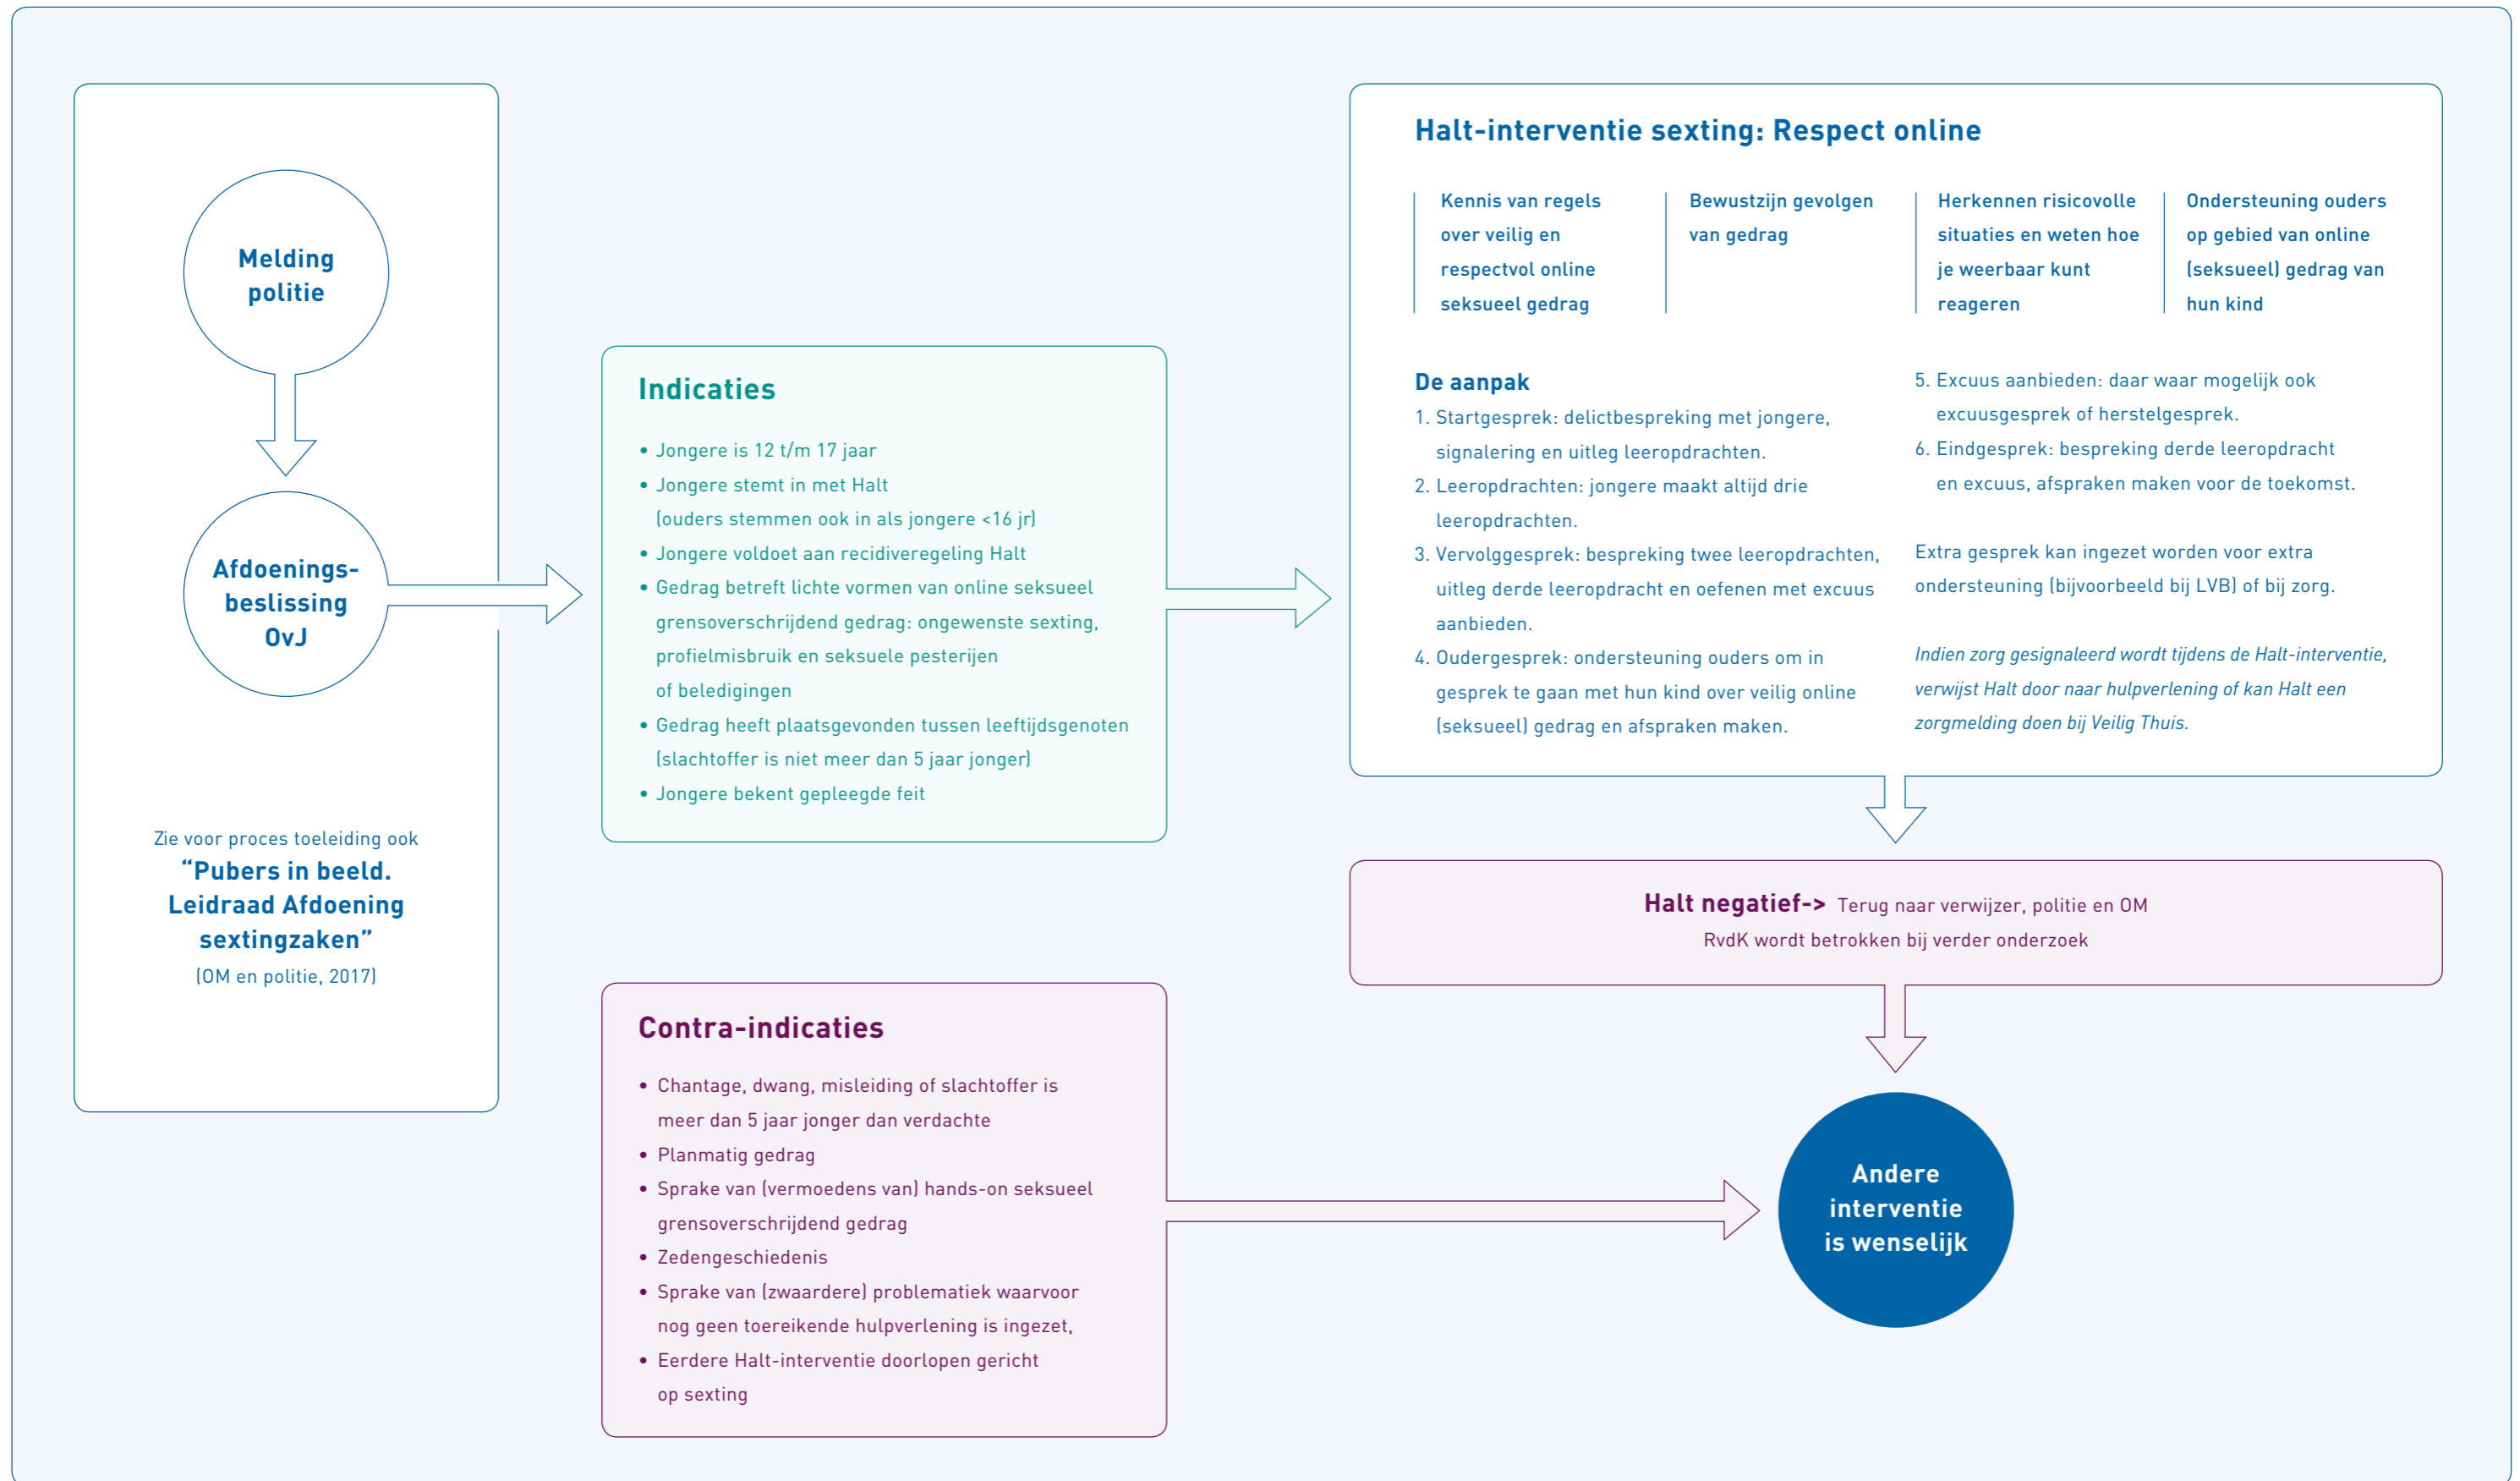 Melding
politie
Afdoenings-
beslissing
OvJ
Zie voor proces toeleiding ook
“Pubers in beeld.
Leidraad Afdoening
sextingzaken”
(OM en politie, 2017)
Indicaties
• Jongere is 12 t/m 17 jaar
• Jongere stemt in met Halt
(ouders stemmen ook in als jongere <16 jr)
• Jongere voldoet aan recidiveregeling Halt
• Gedrag betreft lichte vormen van online seksueel
grensoverschrijdend gedrag: ongewenste sexting,
profielmisbruik en seksuele pesterijen
of beledigingen
• Gedrag heeft plaatsgevonden tussen leeftijdsgenoten
(slachtoffer is niet meer dan 5 jaar jonger)
• Jongere bekent gepleegde feit
Contra-indicaties
• Chantage, dwang, misleiding of slachtoffer is
meer dan 5 jaar jonger dan verdachte
• Planmatig gedrag
• Sprake van (vermoedens van) hands-on seksueel
grensoverschrijdend gedrag
• Zedengeschiedenis
• Sprake van (zwaardere) problematiek waarvoor
nog geen toereikende hulpverlening is ingezet,
• Eerdere Halt-interventie doorlopen gericht
op sexting
Halt-interventie sexting: Respect online
Kennis van regels
over veilig en
respectvol online
seksueel gedrag
Bewustzijn gevolgen
van gedrag
Herkennen risicovolle
situaties en weten hoe
je weerbaar kunt
reageren
Ondersteuning ouders
op gebied van online
(seksueel) gedrag van
hun kind
De aanpak
1. Startgesprek: delictbespreking met jongere,
signalering en uitleg leeropdrachten.
2. Leeropdrachten: jongere maakt altijd drie
leeropdrachten.
3. Vervolggesprek: bespreking twee leeropdrachten,
uitleg derde leeropdracht en oefenen met excuus
aanbieden.
4. Oudergesprek: ondersteuning ouders om in
gesprek te gaan met hun kind over veilig online
(seksueel) gedrag en afspraken maken.
5. Excuus aanbieden: daar waar mogelijk ook
excuusgesprek of herstelgesprek.
6. Eindgesprek: bespreking derde leeropdracht
en excuus, afspraken maken voor de toekomst.
Extra gesprek kan ingezet worden voor extra
ondersteuning (bijvoorbeeld bij LVB) of bij zorg.
Indien zorg gesignaleerd wordt tijdens de Halt-interventie,
verwijst Halt door naar hulpverlening of kan Halt een
zorgmelding doen bij Veilig Thuis.
Halt negatief-> Terug naar verwijzer, politie en OM
RvdK wordt betrokken bij verder onderzoek
Andere
interventie
is wenselijk